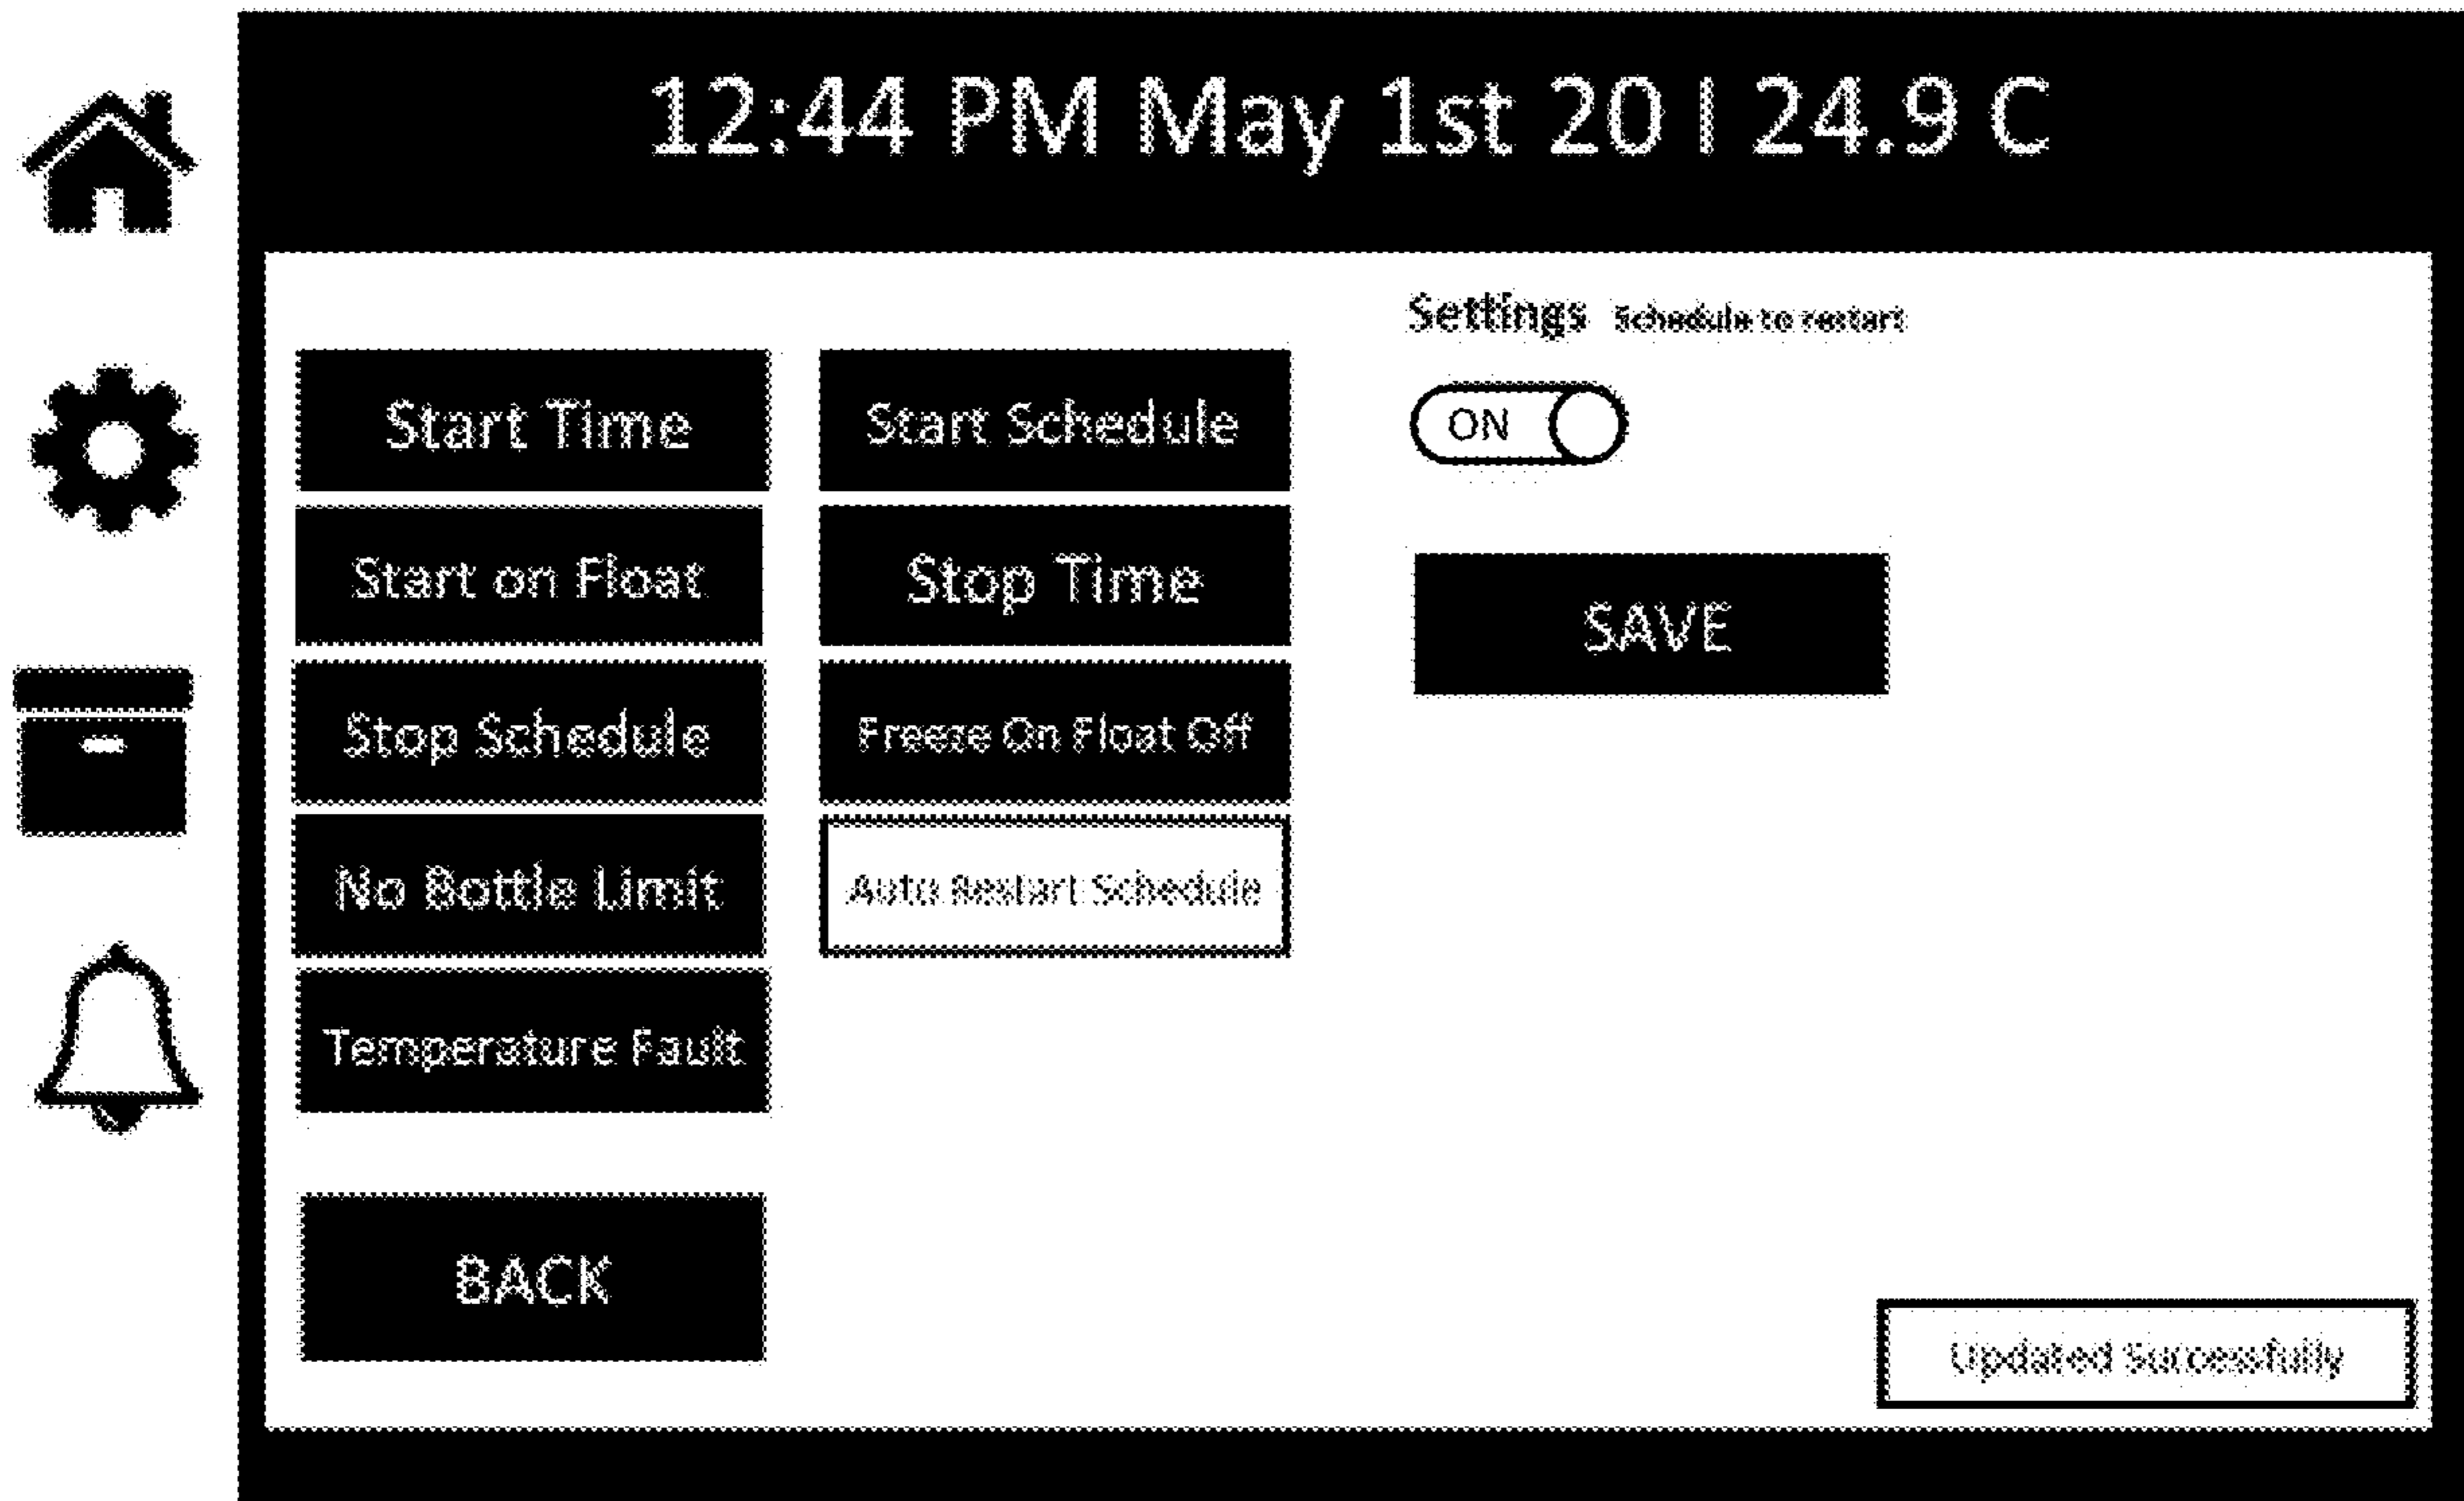 12:44 PM May 1st 20 | 24.9 C
Settings Schedule to restart
Start Time
Start Schedule
ON
Start on Float
Stop Time
SAVE
Stop Schedule
Freeze On Float Off
No Bottle Limit
Auto Restart Schedule
Temperature Fault
BACK
Updated Successfully